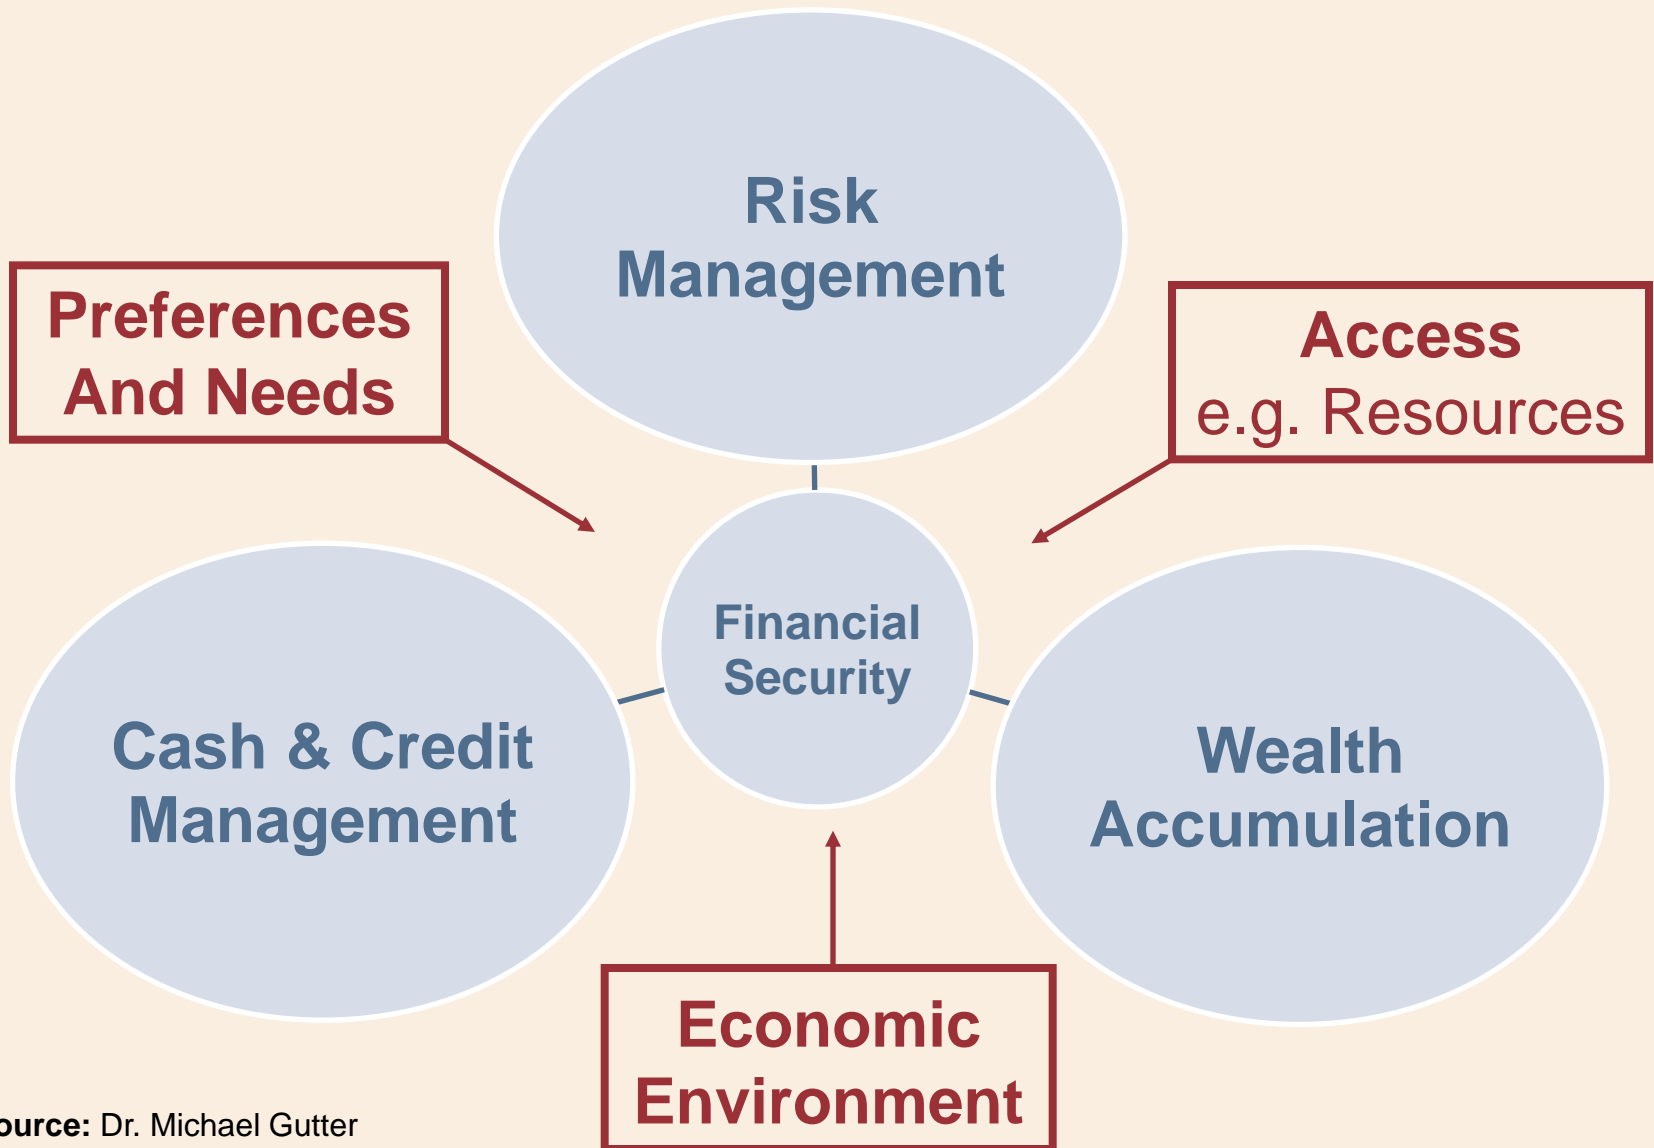 Risk
Management
Preferences
And Needs
Access
e.g. Resources
Financial
Security
Cash & Credit
Management
Wealth
Accumulation
Economic
Environment
ource: Dr. Michael Gutter